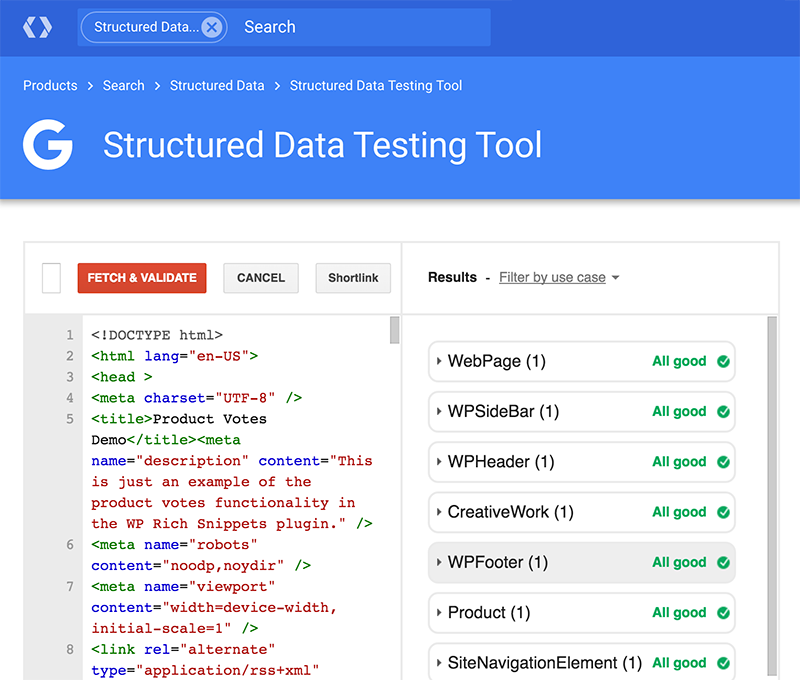 Structured Data...
Search
Products > Search > Structured Data > Structured Data Testing Tool
G Structured Data Testing Tool
FETCH & VALIDATE
CANCEL
Shortlink
1 <!DOCTYPE html>
2 <html lang="en-US">
3 <head >
4 <meta charset="UTF-8" />
5 <title>Product Votes
Demo</title><meta
name="description" content="This
is just an example of the
product votes functionality in
the WP Rich Snippets plugin." />
6 <meta name="robots"
content="noodp,noydir" />
7 <meta name="viewport"
content="width=device-width,
initial-scale=1" />
8 <link rel="alternate"
type="application/rss+xml"
Results - Filter by use case
WebPage (1) All good
WPSideBar (1) All good
WPHeader (1) All good
CreativeWork (1) All good
WPFooter (1) All good
Product (1) All good
SiteNavigationElement (1) All good